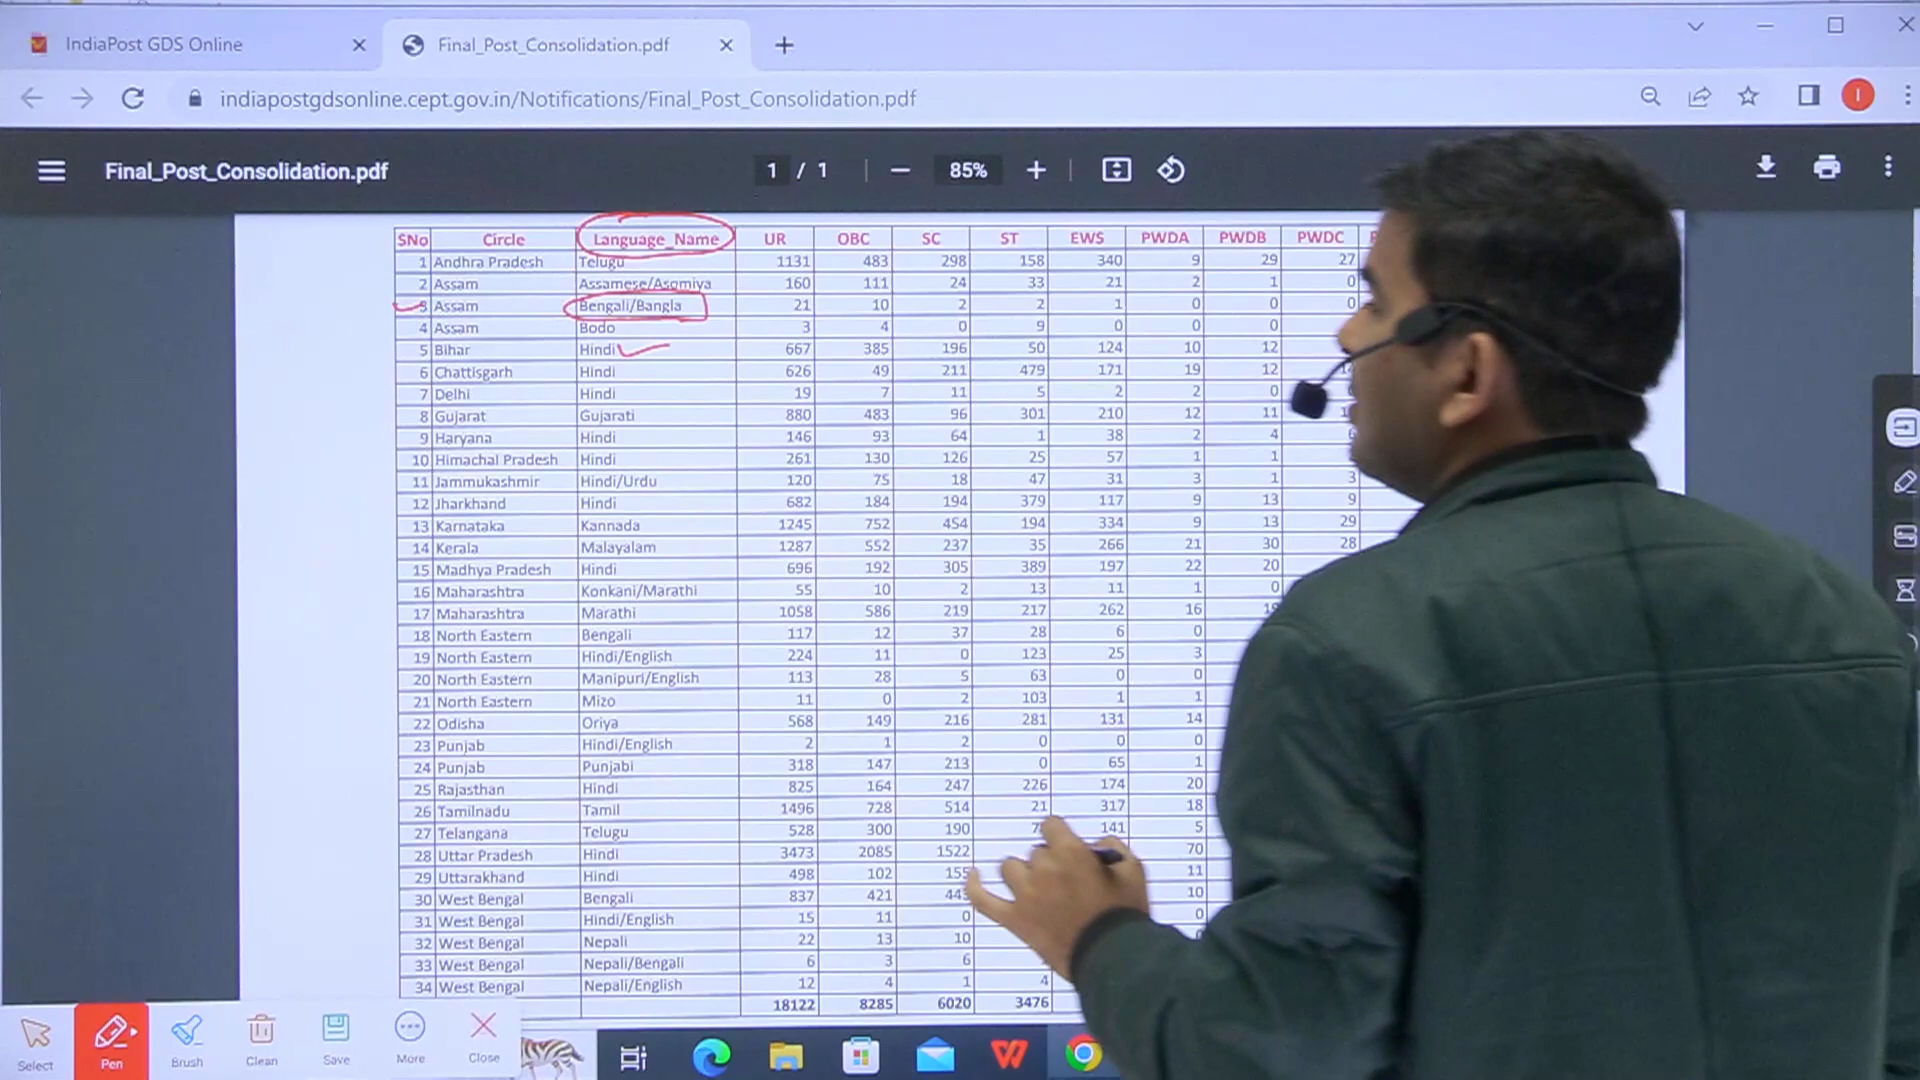 IndiaPost GDS Online
Final_Post_Consolidation.pdf
indiapostgdsonline.cept.gov.in/Notifications/Final_Post_Consolidation.pdf
I
Final_Post_Consolidation.pdf
1 / 1
85%
SNo Circle Language_Name UR OBC SC ST EWS PWDA PWDB PWDC
1 Andhra Pradesh Telugu 1131 483 298 158 340 9 29 27
2 Assam Assamese/Asomiya 160 111 24 33 21 2 1 0
3 Assam Bengali/Bangla 21 10 2 2 1 0 0 0
4 Assam Bodo 3 4 0 9 0 0 0
5 Bihar Hindi 667 385 196 50 124 10 12
6 Chattisgarh Hindi 626 49 211 479 171 19 12
7 Delhi Hindi 19 7 11 5 2 2 0
8 Gujarat Gujarati 880 483 96 301 210 12 11
9 Haryana Hindi 146 93 64 1 38 2 4
10 Himachal Pradesh Hindi 261 130 126 25 57 1 1
11 Jammukashmir Hindi/Urdu 120 75 18 47 31 3 1 3
12 Jharkhand Hindi 682 184 194 379 117 9 13 9
13 Karnataka Kannada 1245 752 454 194 334 9 13 29
14 Kerala Malayalam 1287 552 237 35 266 21 30 28
15 Madhya Pradesh Hindi 696 192 305 389 197 22 20
16 Maharashtra Konkani/Marathi 55 10 2 13 11 1 0
17 Maharashtra Marathi 1058 586 219 217 262 16
18 North Eastern Bengali 117 12 37 28 6 0
19 North Eastern Hindi/English 224 11 0 123 25 3
20 North Eastern Manipuri/English 113 28 5 63 0 0
21 North Eastern Mizo 11 0 2 103 1 1
22 Odisha Oriya 568 149 216 281 131 14
23 Punjab Hindi/English 2 1 2 0 0 0
24 Punjab Punjabi 318 147 213 0 65 1
25 Rajasthan Hindi 825 164 247 226 174 20
26 Tamilnadu Tamil 1496 728 514 21 317 18
27 Telangana Telugu 528 300 190 141 5
28 Uttar Pradesh Hindi 3473 2085 1522 70
29 Uttarakhand Hindi 498 102 155 11
30 West Bengal Bengali 837 421 443 10
31 West Bengal Hindi/English 15 11 0 0
32 West Bengal Nepali 22 13 10
33 West Bengal Nepali/Bengali 6 3 6
34 West Bengal Nepali/English 12 4 1 4
18122 8285 6020 3476
Select Pen Brush Clean Save More Close